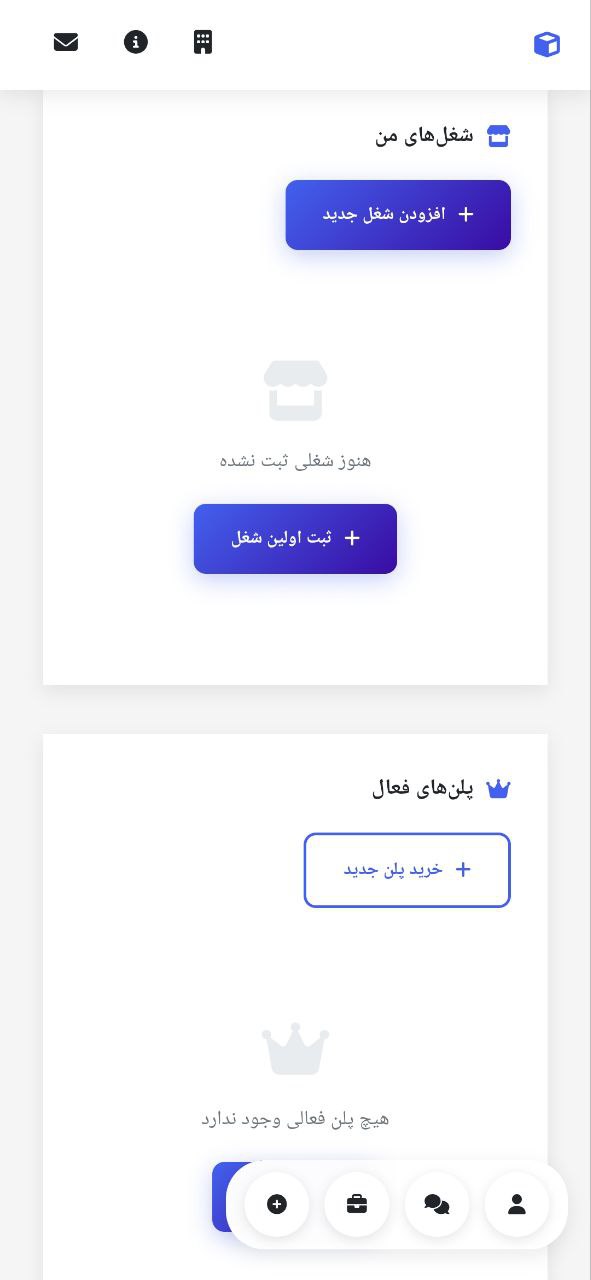 شغل‌های من
افزودن شغل جدید
هنوز شغلی ثبت نشده
ثبت اولین شغل
پلن‌های فعال
خرید پلن جدید
هیچ پلن فعالی وجود ندارد